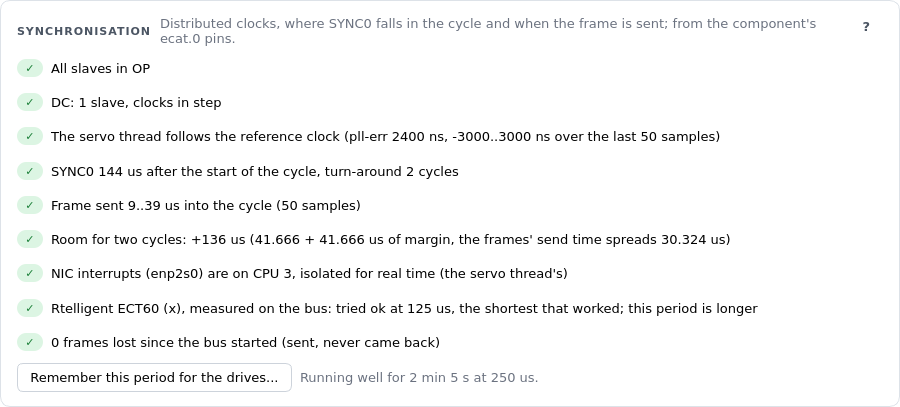 SYNCHRONISATION Distributed clocks, where SYNC0 falls in the cycle and when the frame is sent; from the component's ?
ecat.0 pins.
✓ All slaves in OP
✓ DC: 1 slave, clocks in step
✓ The servo thread follows the reference clock (pll-err 2400 ns, -3000..3000 ns over the last 50 samples)
✓ SYNC0 144 us after the start of the cycle, turn-around 2 cycles
✓ Frame sent 9..39 us into the cycle (50 samples)
✓ Room for two cycles: +136 us (41.666 + 41.666 us of margin, the frames' send time spreads 30.324 us)
✓ NIC interrupts (enp2s0) are on CPU 3, isolated for real time (the servo thread's)
✓ Rtelligent ECT60 (x), measured on the bus: tried ok at 125 us, the shortest that worked; this period is longer
✓ 0 frames lost since the bus started (sent, never came back)
Remember this period for the drives... Running well for 2 min 5 s at 250 us.